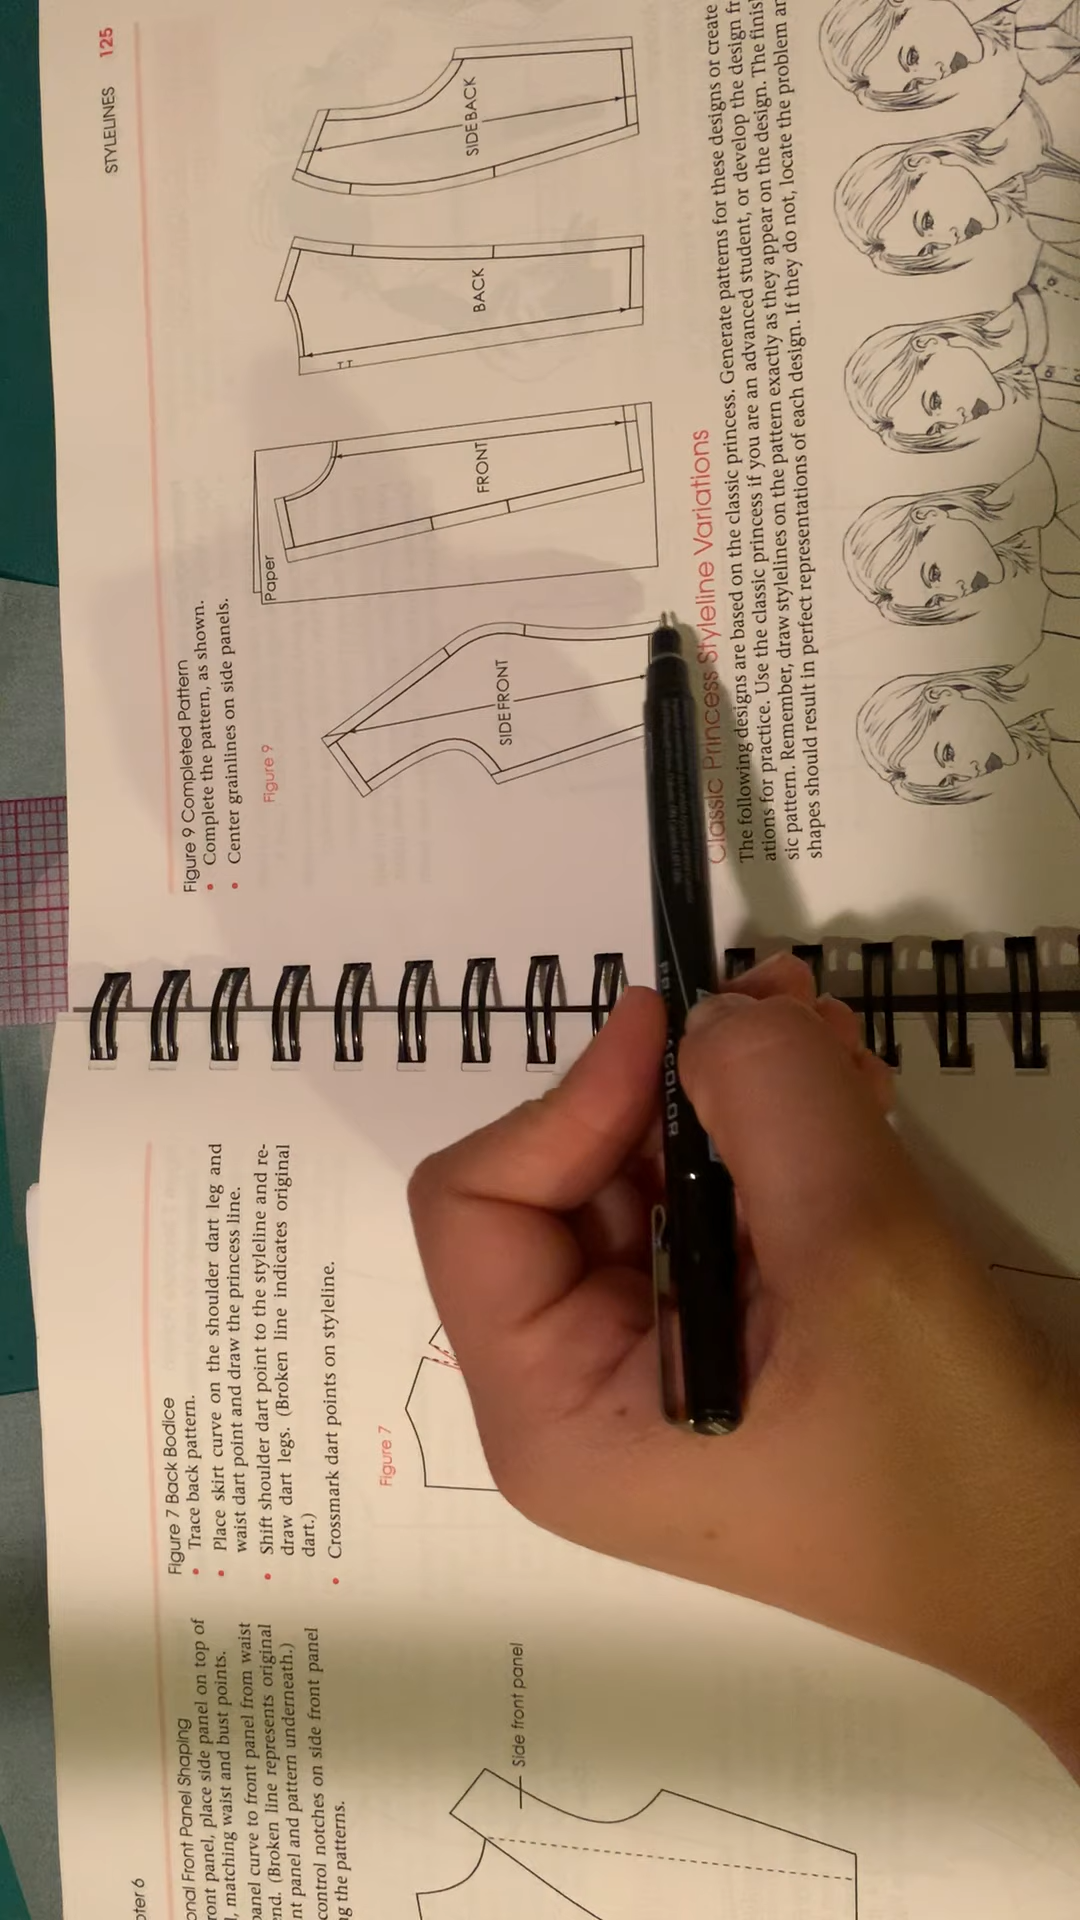 pter 6
onal Front Panel Shaping
ront panel, place side panel on top of
, matching waist and bust points.
panel curve to front panel from waist
end. (Broken line represents original
nt panel and pattern underneath.)
control notches on side front panel
g the patterns.
Side front panel
Figure 7 Back Bodice
• Trace back pattern.
• Place skirt curve on the shoulder dart leg and
waist dart point and draw the princess line.
• Shift shoulder dart point to the styleline and re-
draw dart legs. (Broken line indicates original
dart.)
• Crossmark dart points on styleline.
Figure 7
STYLELINES 125
Figure 9 Completed Pattern
• Complete the pattern, as shown.
• Center grainlines on side panels.
Figure 9
SIDEFRONT
Paper
FRONT
BACK
SIDEBACK
Classic Princess Styleline Variations
The following designs are based on the classic princess. Generate patterns for these designs or create
ations for practice. Use the classic princess if you are an advanced student, or develop the design fr
sic pattern. Remember, draw stylelines on the pattern exactly as they appear on the design. The finis
shapes should result in perfect representations of each design. If they do not, locate the problem an
PRISMACOLOR